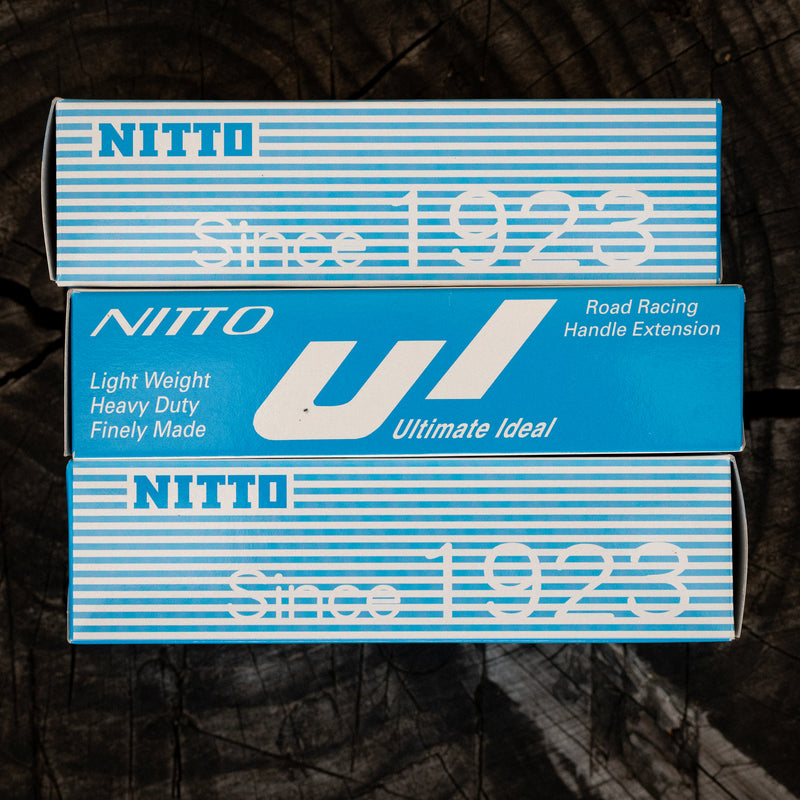 NITTO
Since 1923
NITTO
Road Racing
Handle Extension
Light Weight
Heavy Duty
Finely Made
ul
Ultimate Ideal
NITTO
Since 1923